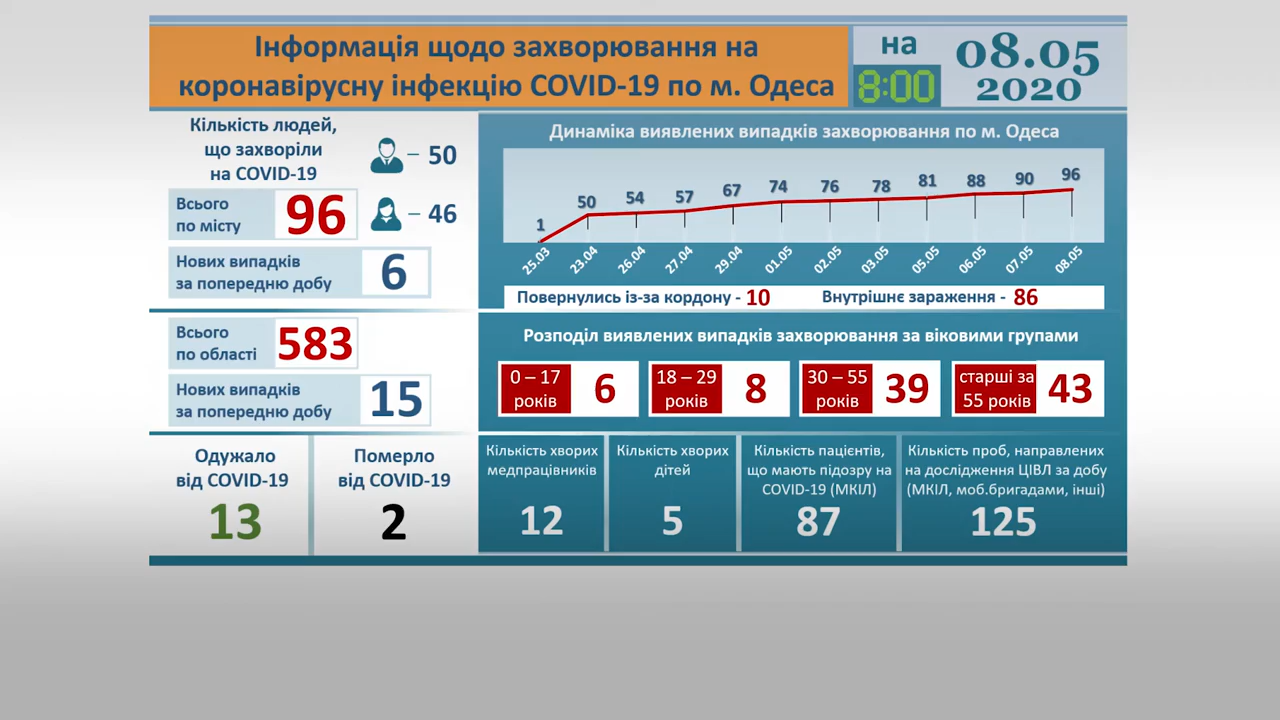 Інформація щодо захворювання на
коронавірусну інфекцію COVID-19 по м. Одеса
на
8:00
08.05
2020
Кількість людей,
що захворіли
на COVID-19
– 50
– 46
Всього
по місту
96
Нових випадків
за попередню добу
6
Всього
по області
583
Нових випадків
за попередню добу
15
Одужало
від COVID-19
13
Померло
від COVID-19
2
Динаміка виявлених випадків захворювання по м. Одеса
1 50 54 57 67 74 76 78 81 88 90 96
25.03 23.04 26.04 27.04 29.04 01.05 02.05 03.05 05.05 06.05 07.05 08.05
Повернулись із-за кордону - 10 Внутрішнє зараження - 86
Розподіл виявлених випадків захворювання за віковими групами
0 – 17
років
6
18 – 29
років
8
30 – 55
років
39
старші за
55 років
43
Кількість хворих
медпрацівників
12
Кількість хворих
дітей
5
Кількість пацієнтів,
що мають підозру на
COVID-19 (МКІЛ)
87
Кількість проб, направлених
на дослідження ЦІВЛ за добу
(МКІЛ, моб.бригадами, інші)
125